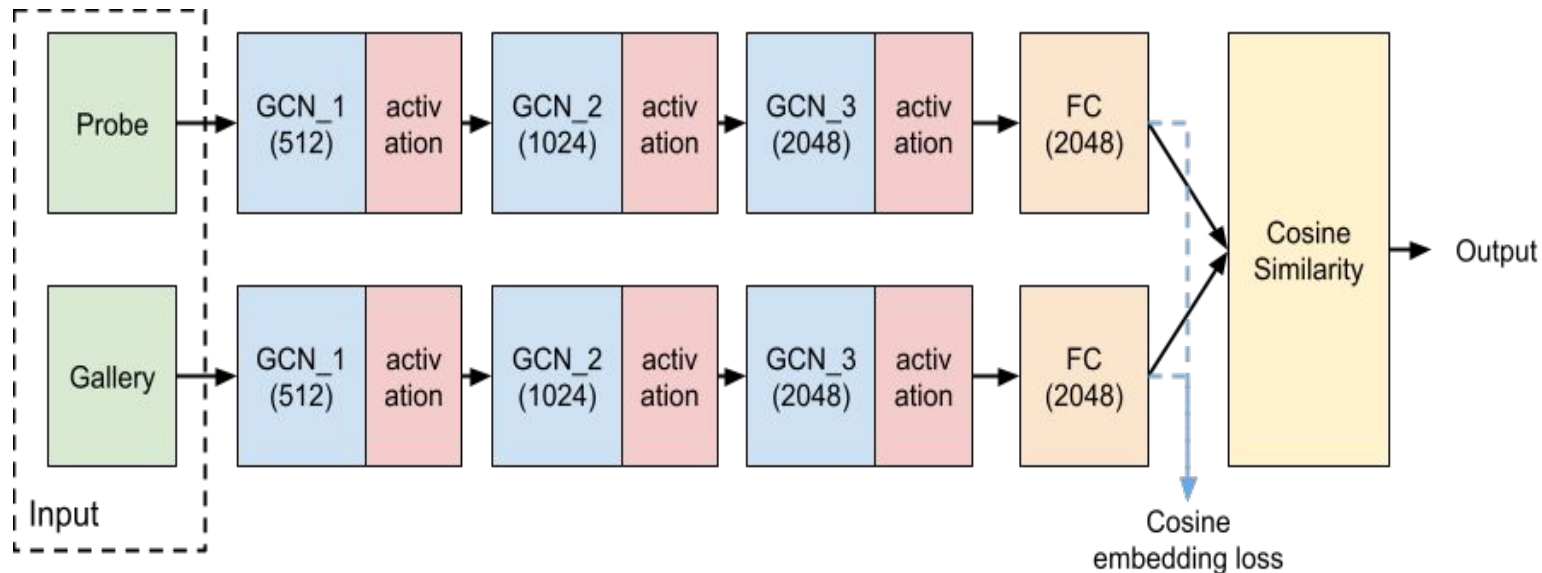 Probe
GCN_1
(512)
activ
ation
GCN_2
(1024)
activ
ation
GCN_3
(2048)
activ
ation
FC
(2048)
Cosine
Similarity
Output
Gallery
GCN_1
(512)
activ
ation
GCN_2
(1024)
activ
ation
GCN_3
(2048)
activ
ation
FC
(2048)
Input
Cosine
embedding loss